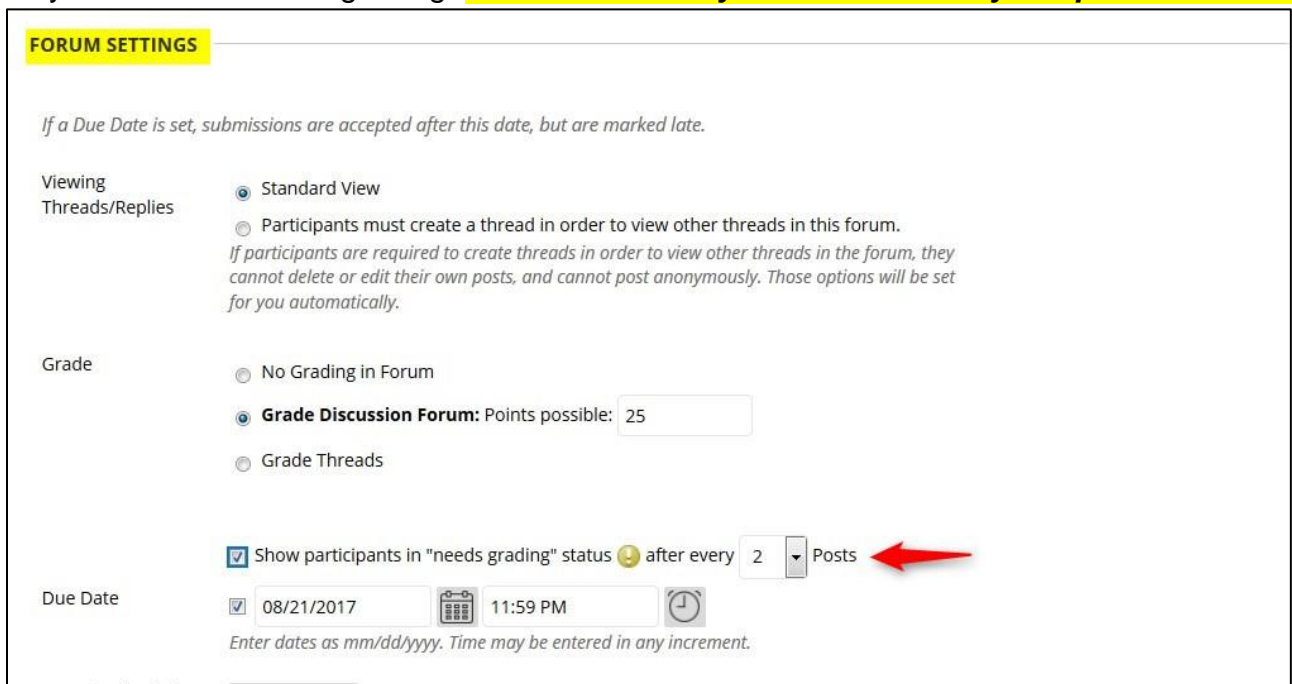 FORUM SETTINGS
If a Due Date is set, submissions are accepted after this date, but are marked late.
Viewing
Threads/Replies
Standard View
Participants must create a thread in order to view other threads in this forum.
If participants are required to create threads in order to view other threads in the forum, they
cannot delete or edit their own posts, and cannot post anonymously. Those options will be set
for you automatically.
Grade
No Grading in Forum
Grade Discussion Forum: Points possible: 25
Grade Threads
Show participants in "needs grading" status after every 2 Posts
Due Date
08/21/2017 11:59 PM
Enter dates as mm/dd/yyyy. Time may be entered in any increment.